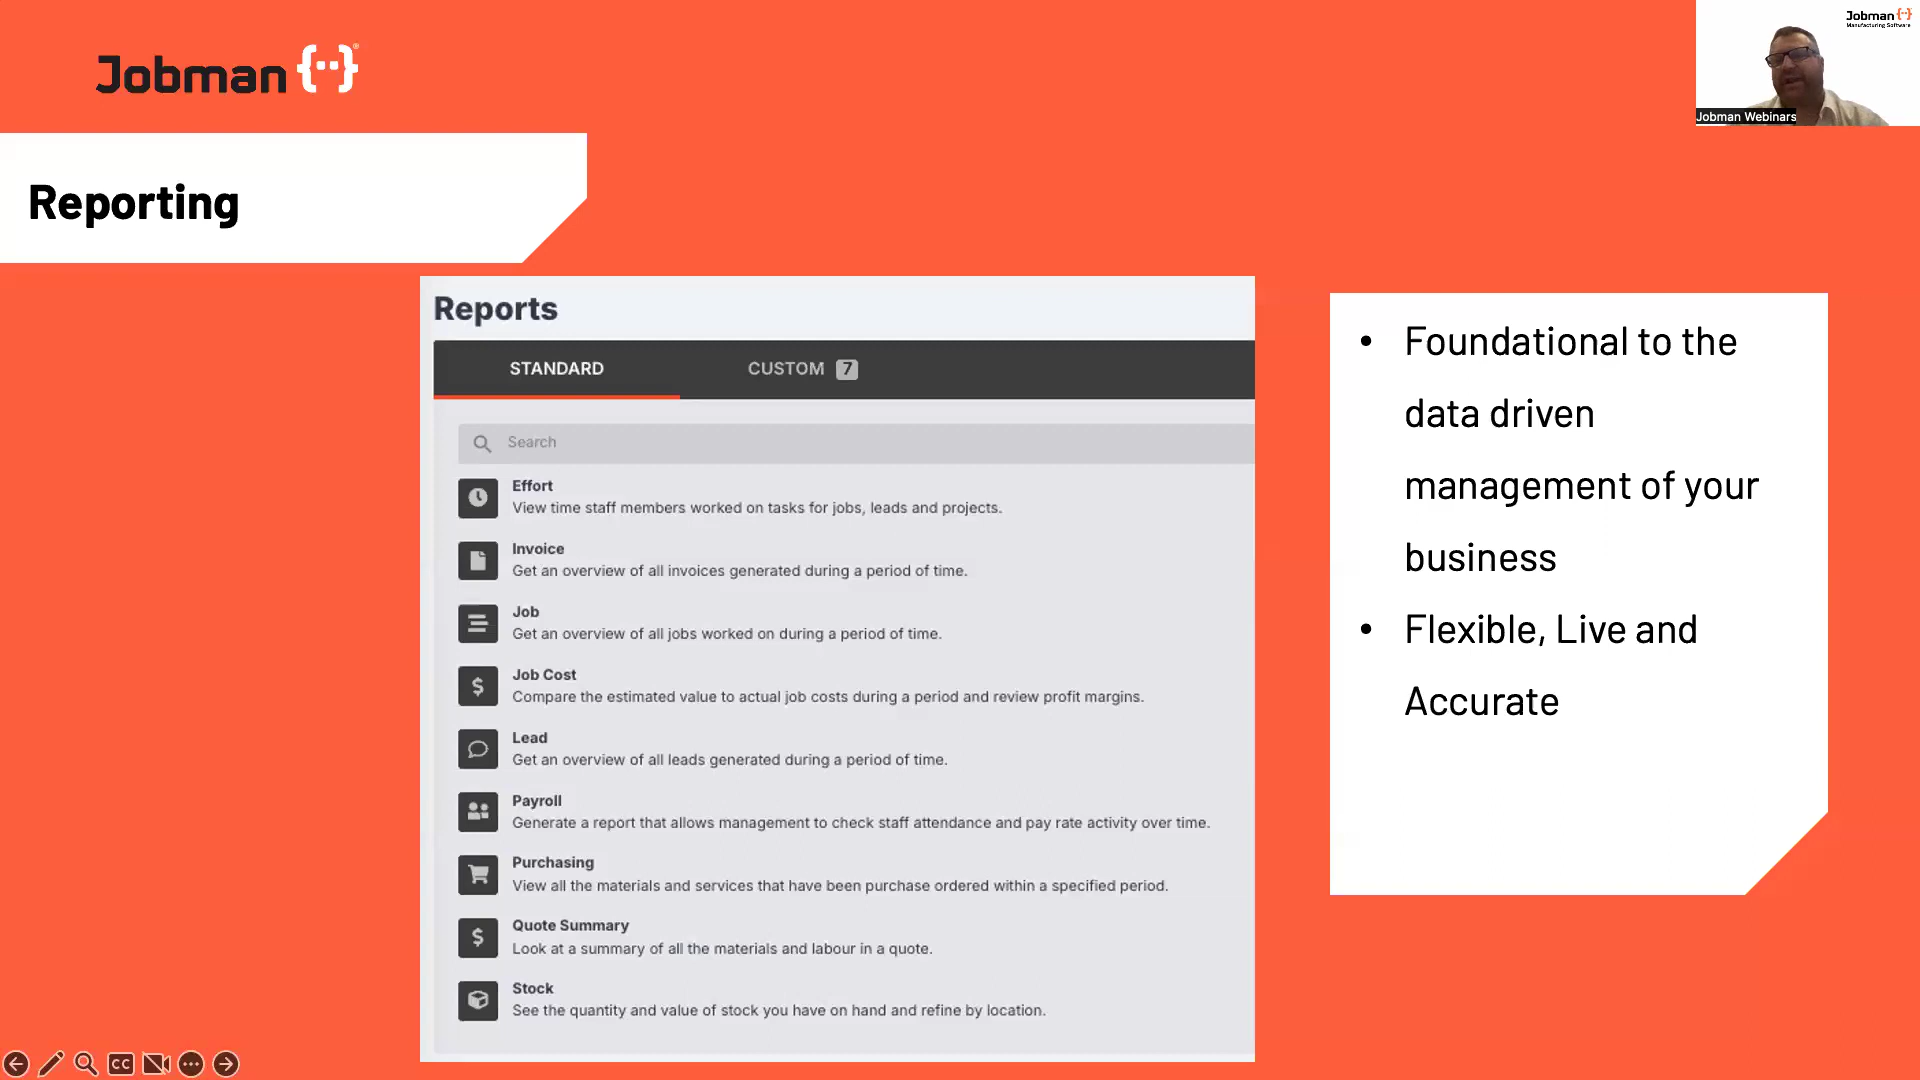 Jobman
Jobman
Manufacturing Software
Jobman Webinars
Reporting
Reports
STANDARD
CUSTOM 7
Search
Effort
View time staff members worked on tasks for jobs, leads and projects.
Invoice
Get an overview of all invoices generated during a period of time.
Job
Get an overview of all jobs worked on during a period of time.
Job Cost
Compare the estimated value to actual job costs during a period and review profit margins.
Lead
Get an overview of all leads generated during a period of time.
Payroll
Generate a report that allows management to check staff attendance and pay rate activity over time.
Purchasing
View all the materials and services that have been purchase ordered within a specified period.
Quote Summary
Look at a summary of all the materials and labour in a quote.
Stock
See the quantity and value of stock you have on hand and refine by location.
• Foundational to the
data driven
management of your
business
• Flexible, Live and
Accurate
CC